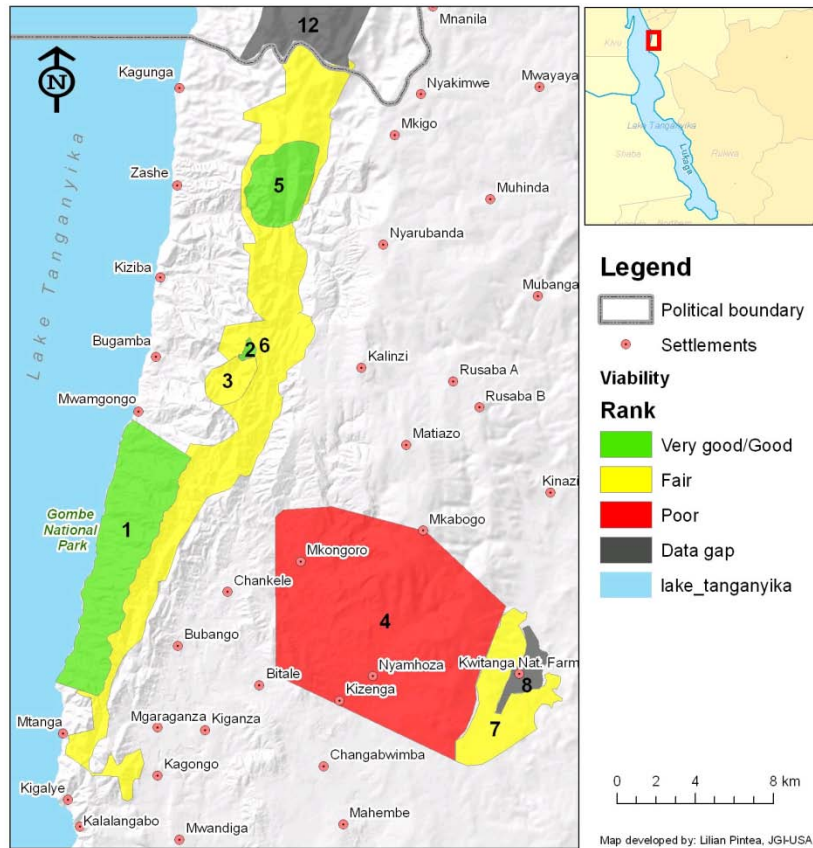 12
Mnanila
N
Kagunga
Nyakimwe
Mwayaya
Mkigo
Zashe
5
Muhinda
Nyarubanda
Lake Tanganyika
Kiziba
Mubanga
Bugamba
2
6
Kalinzi
3
Rusaba A
Mwamgongo
Rusaba B
Matiazo
Kinazi
1
Gombe
National
Park
Mkabogo
Mkongoro
Chankele
4
Bubango
Kwitanga Nat. Farm
Nyamhoza
8
Bitale
Kizenga
Mtanga
Mgaraganza
Kiganza
7
Changabwimba
Kagongo
Kigalye
Kalalangabo
Mahembe
Mwandiga
Lake Tanganyika
Lukaga
Legend
Political boundary
Settlements
Viability
Rank
Very good/Good
Fair
Poor
Data gap
lake_tanganyika
0 2 4 8 km
Map developed by: Lilian Pintea, JGI-USA